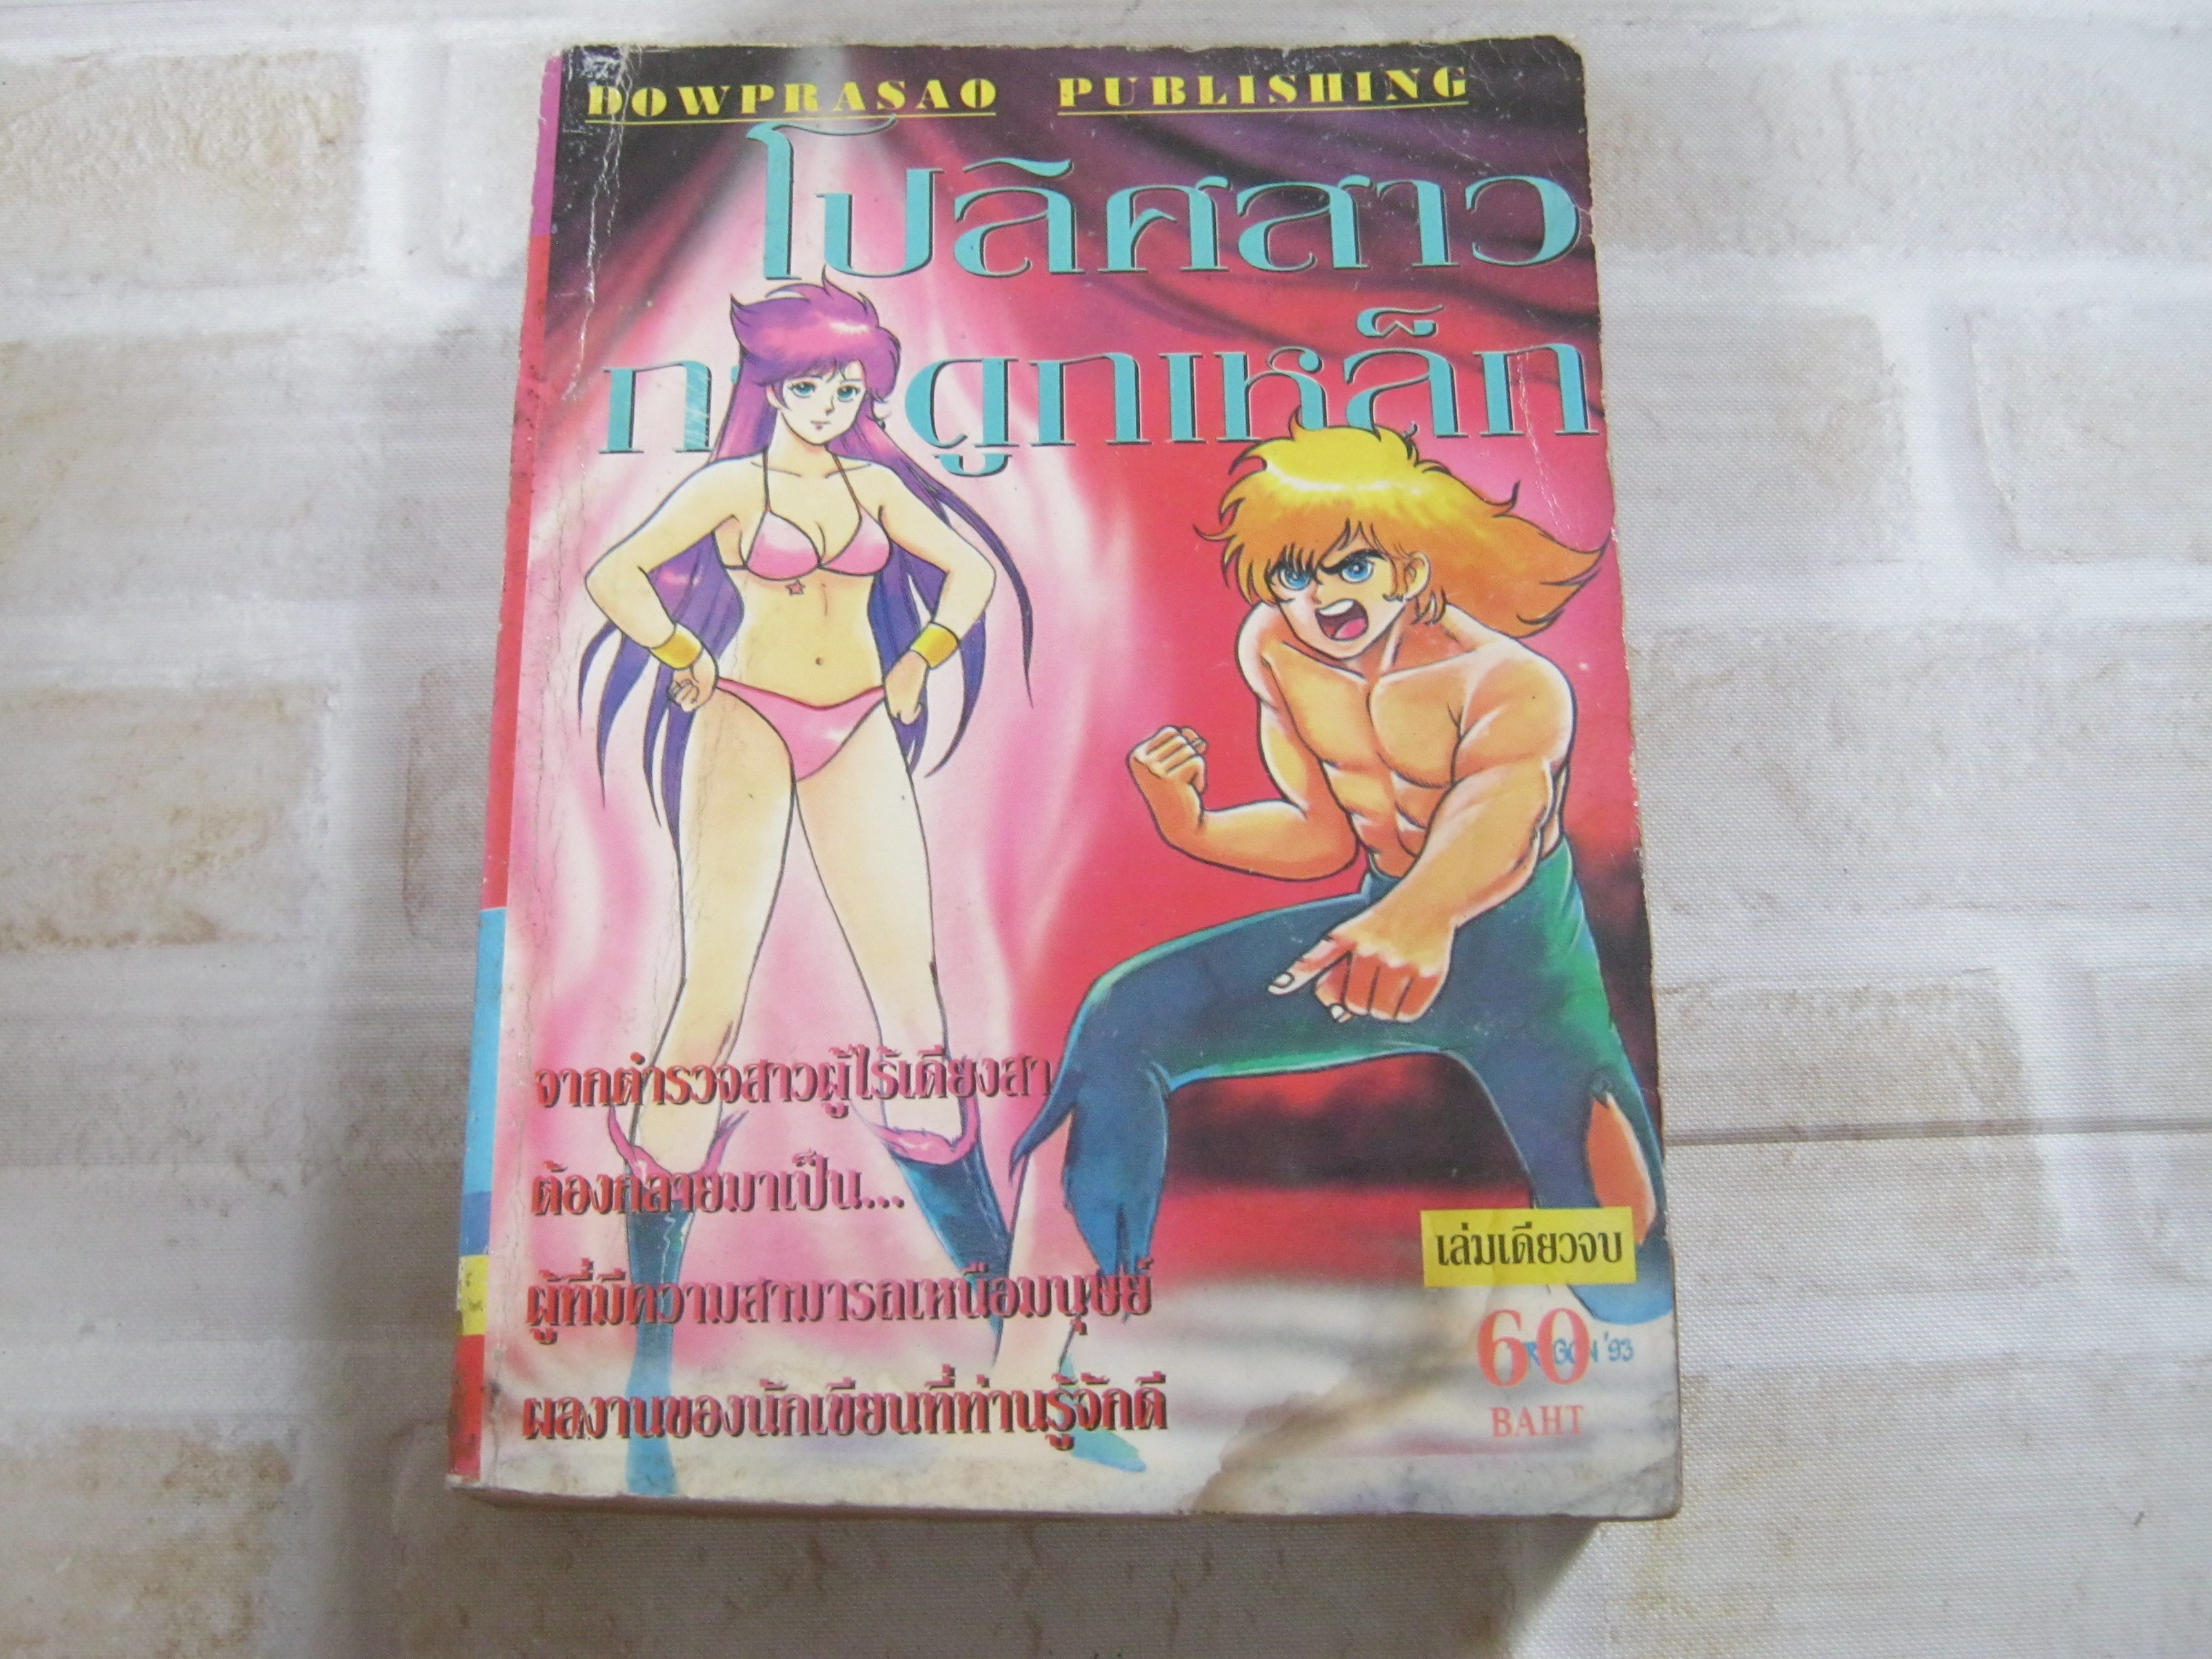 DOWPRASAO PUBLISHING
โปลิศสาว
กระดูกเหล็ก
จากตำรวจสาวผู้ไร้เดียงสา
ต้องกลายมาเป็น...
ผู้ที่มีความสามารถเหนือมนุษย์
ผลงานของนักเขียนที่ท่านรู้จักดี
เล่มเดียวจบ
60
'93
BAHT